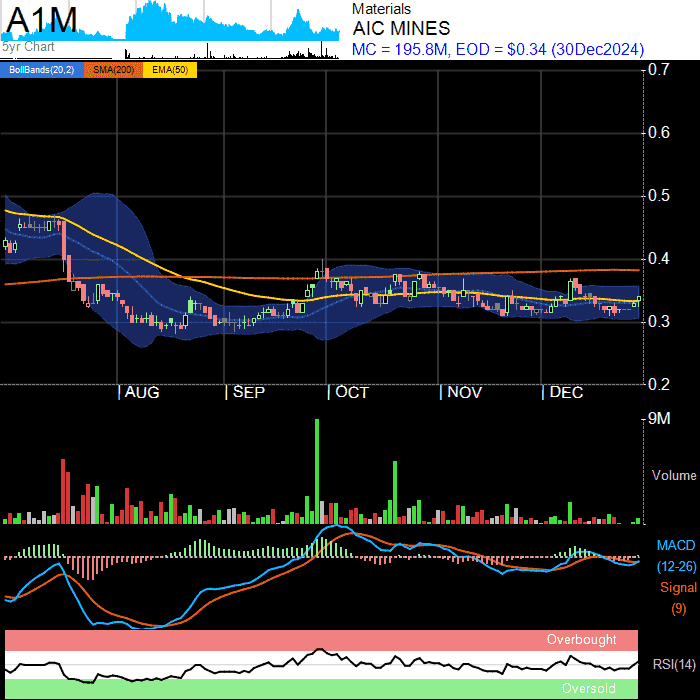 A1M
5yr Chart
Materials
AIC MINES
MC = 195.8M, EOD = $0.34 (30Dec2024)
BollBands(20,2) SMA(200) EMA(50)
0.7
0.6
0.5
0.4
0.3
0.2
AUG SEP OCT NOV DEC
9M
Volume
MACD
(12-26)
Signal
(9)
Overbought
RSI(14)
Oversold